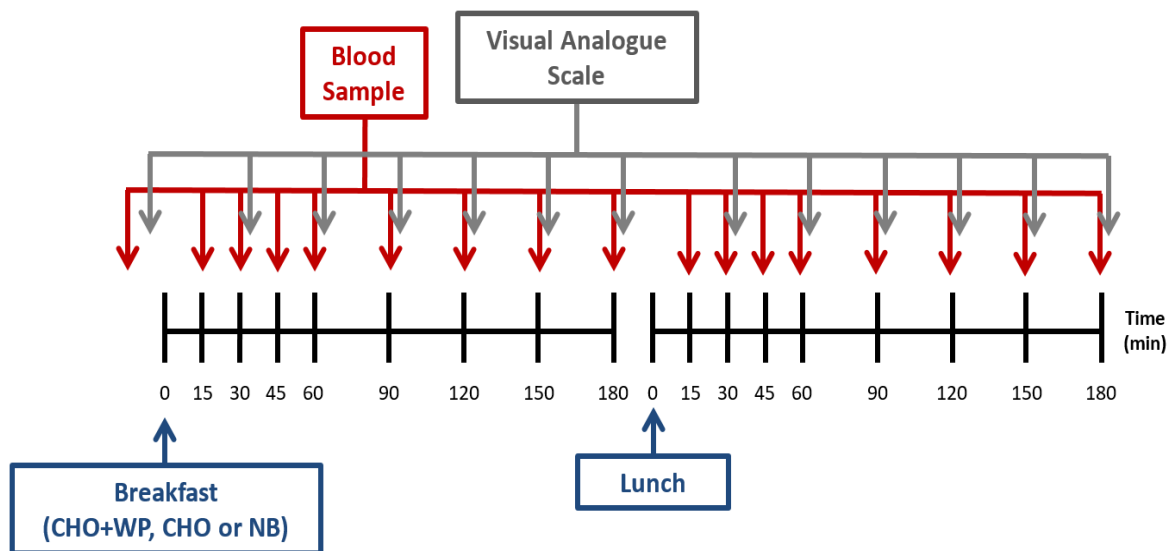 Blood
Sample
Visual Analogue
Scale
Time
(min)
0 15 30 45 60 90 120 150 180 0 15 30 45 60 90 120 150 180
Breakfast
(CHO+WP, CHO or NB)
Lunch